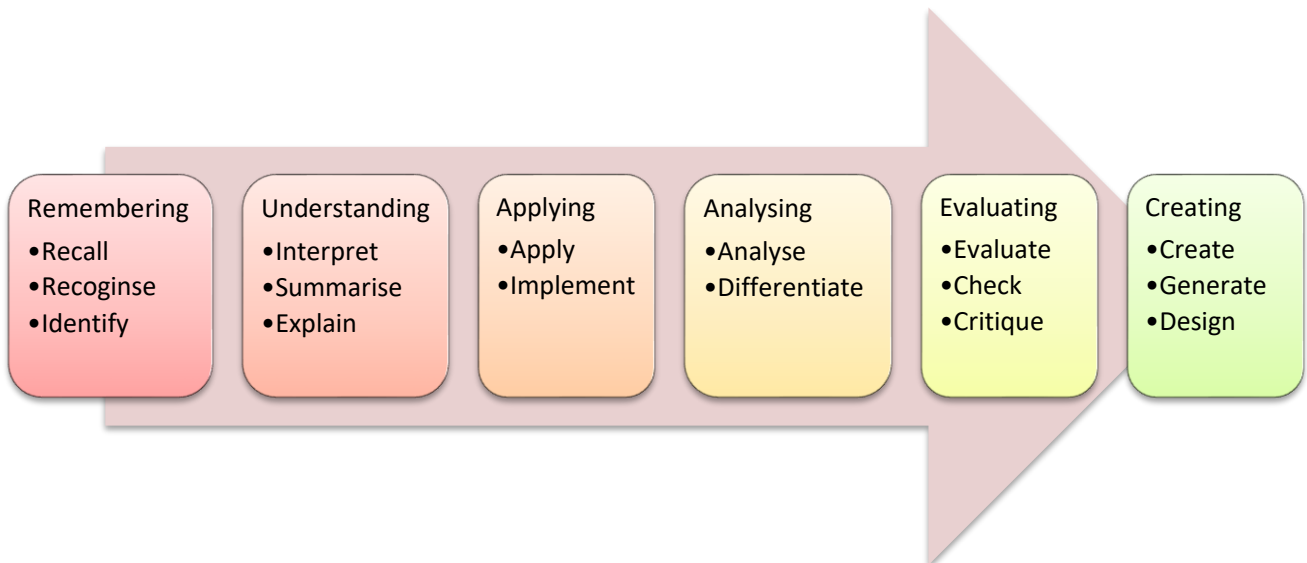 Remembering
•Recall
•Recoginse
•Identify
Understanding
•Interpret
•Summarise
•Explain
Applying
•Apply
•Implement
Analysing
•Analyse
•Differentiate
Evaluating
•Evaluate
•Check
•Critique
Creating
•Create
•Generate
•Design